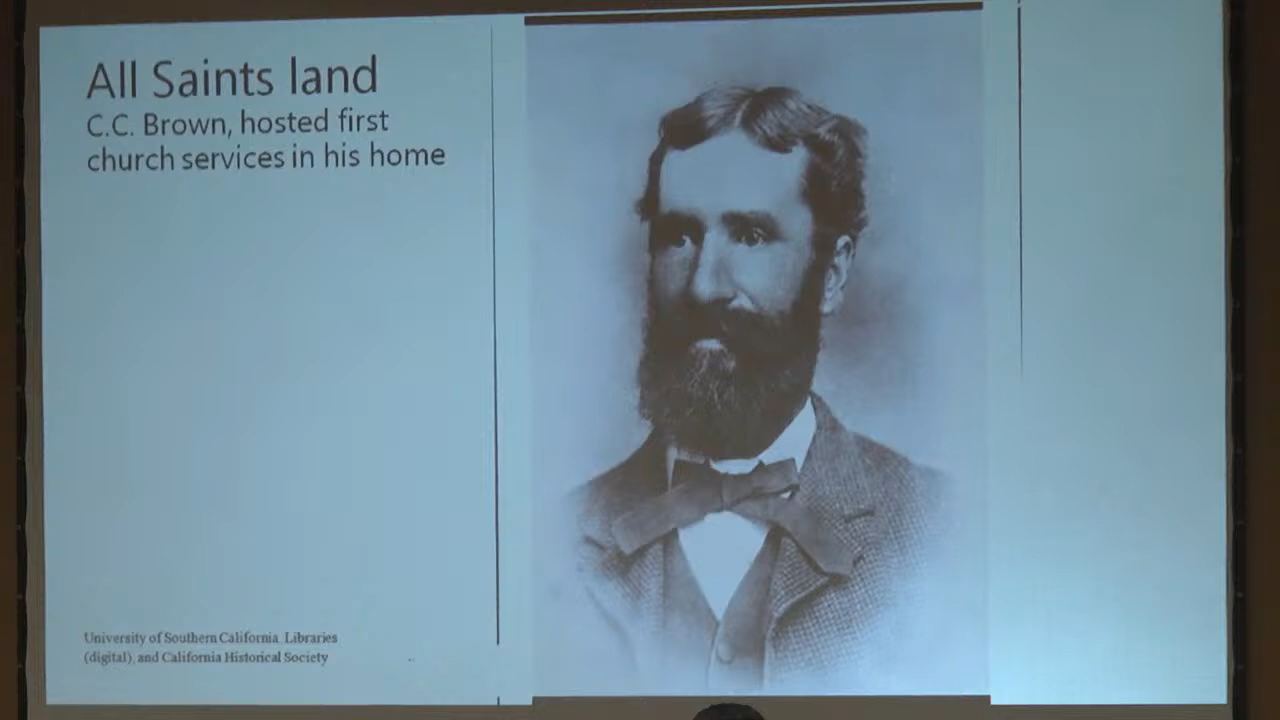 All Saints land
C.C. Brown, hosted first
church services in his home
University of Southern California. Libraries
(digital), and California Historical Society